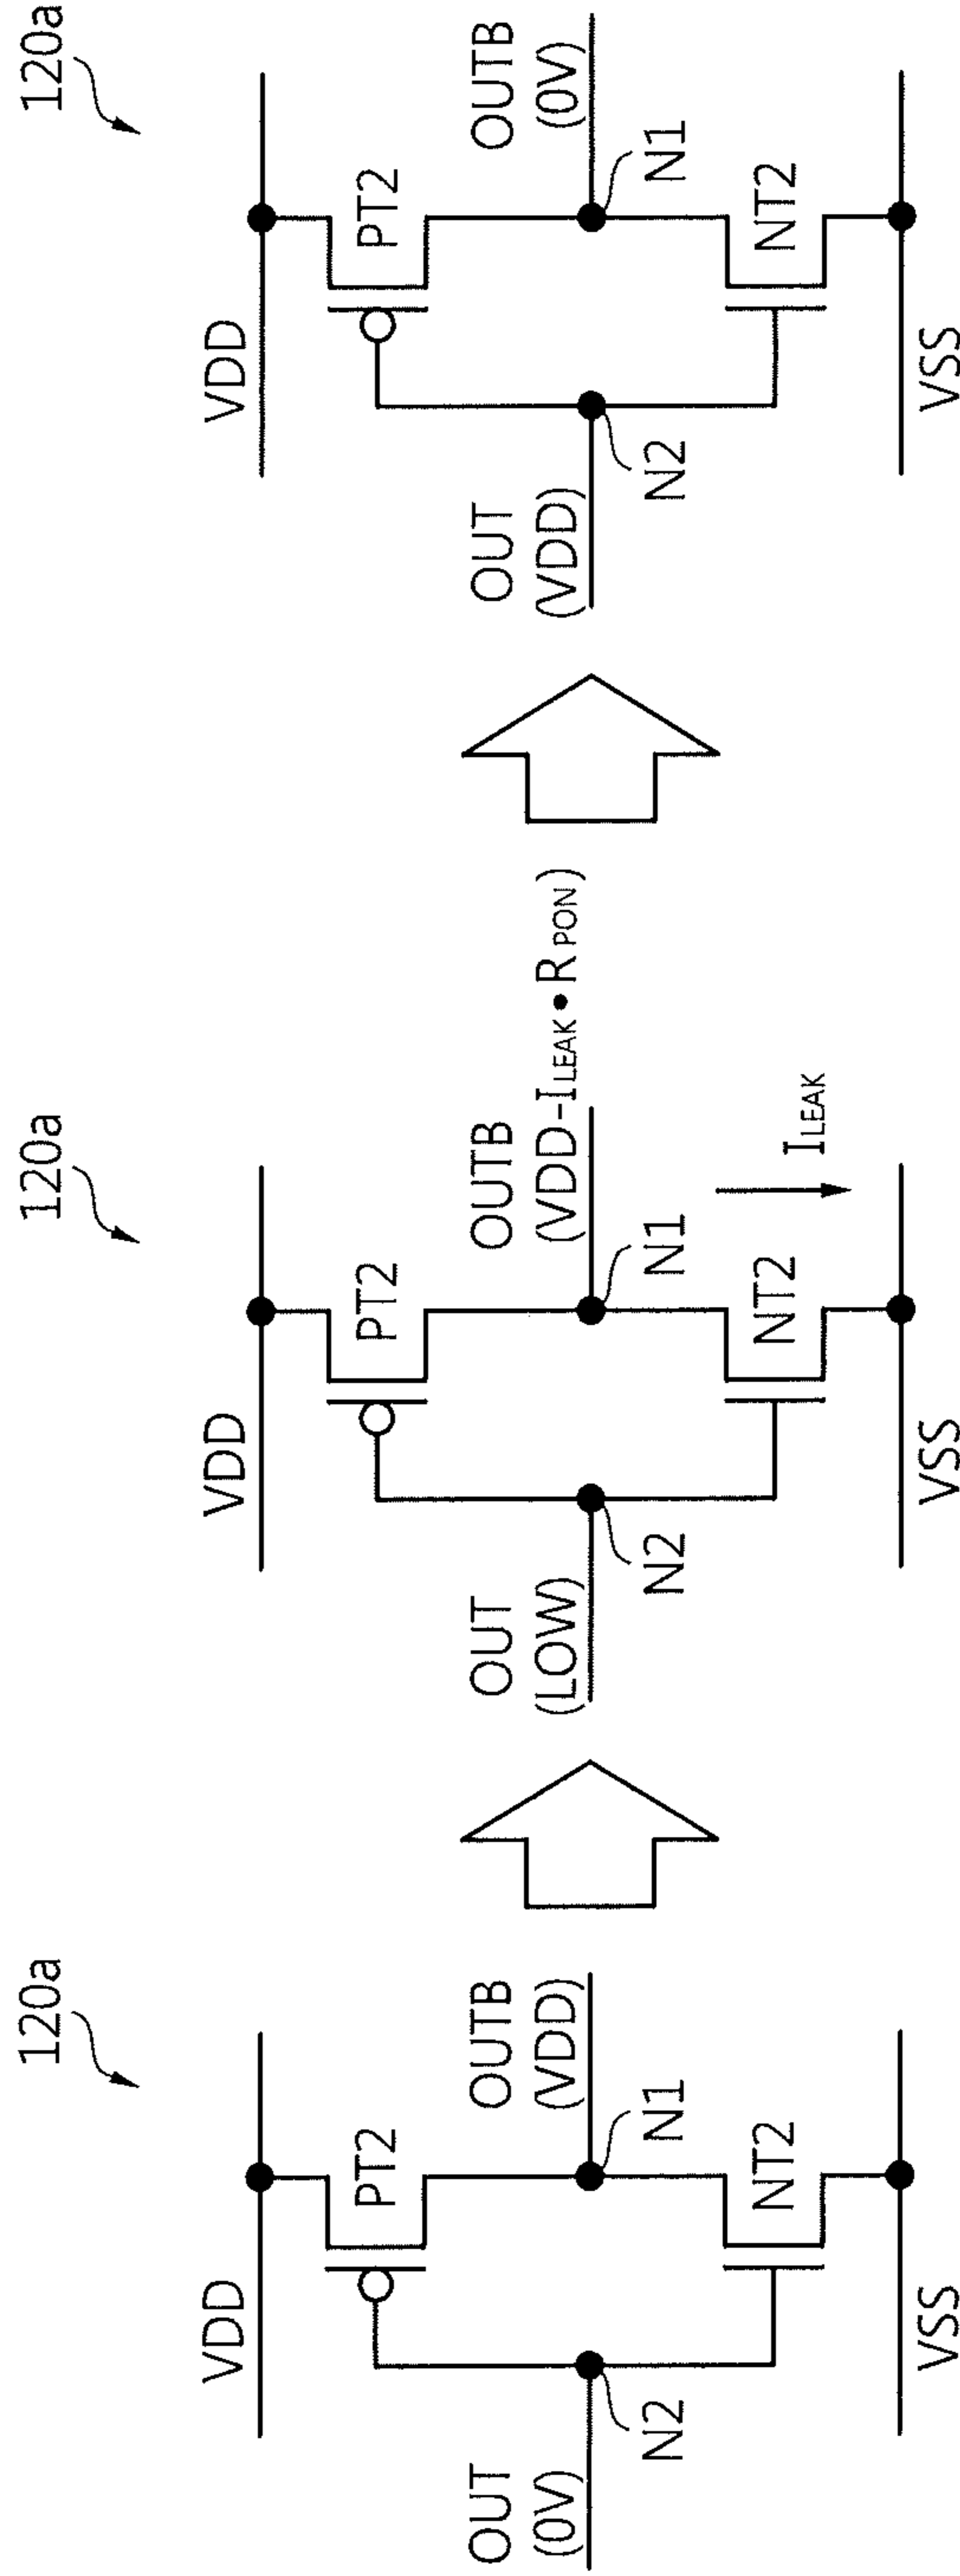 120a
VDD
PT2
OUT
(0V)
OUTB
(VDD)
N2
N1
NT2
VSS
120a
VDD
PT2
OUT
(LOW)
OUTB
(VDD-ILEAK•RPON)
N2
N1
NT2
ILEAK
VSS
120a
VDD
PT2
OUT
(VDD)
OUTB
(0V)
N2
N1
NT2
VSS